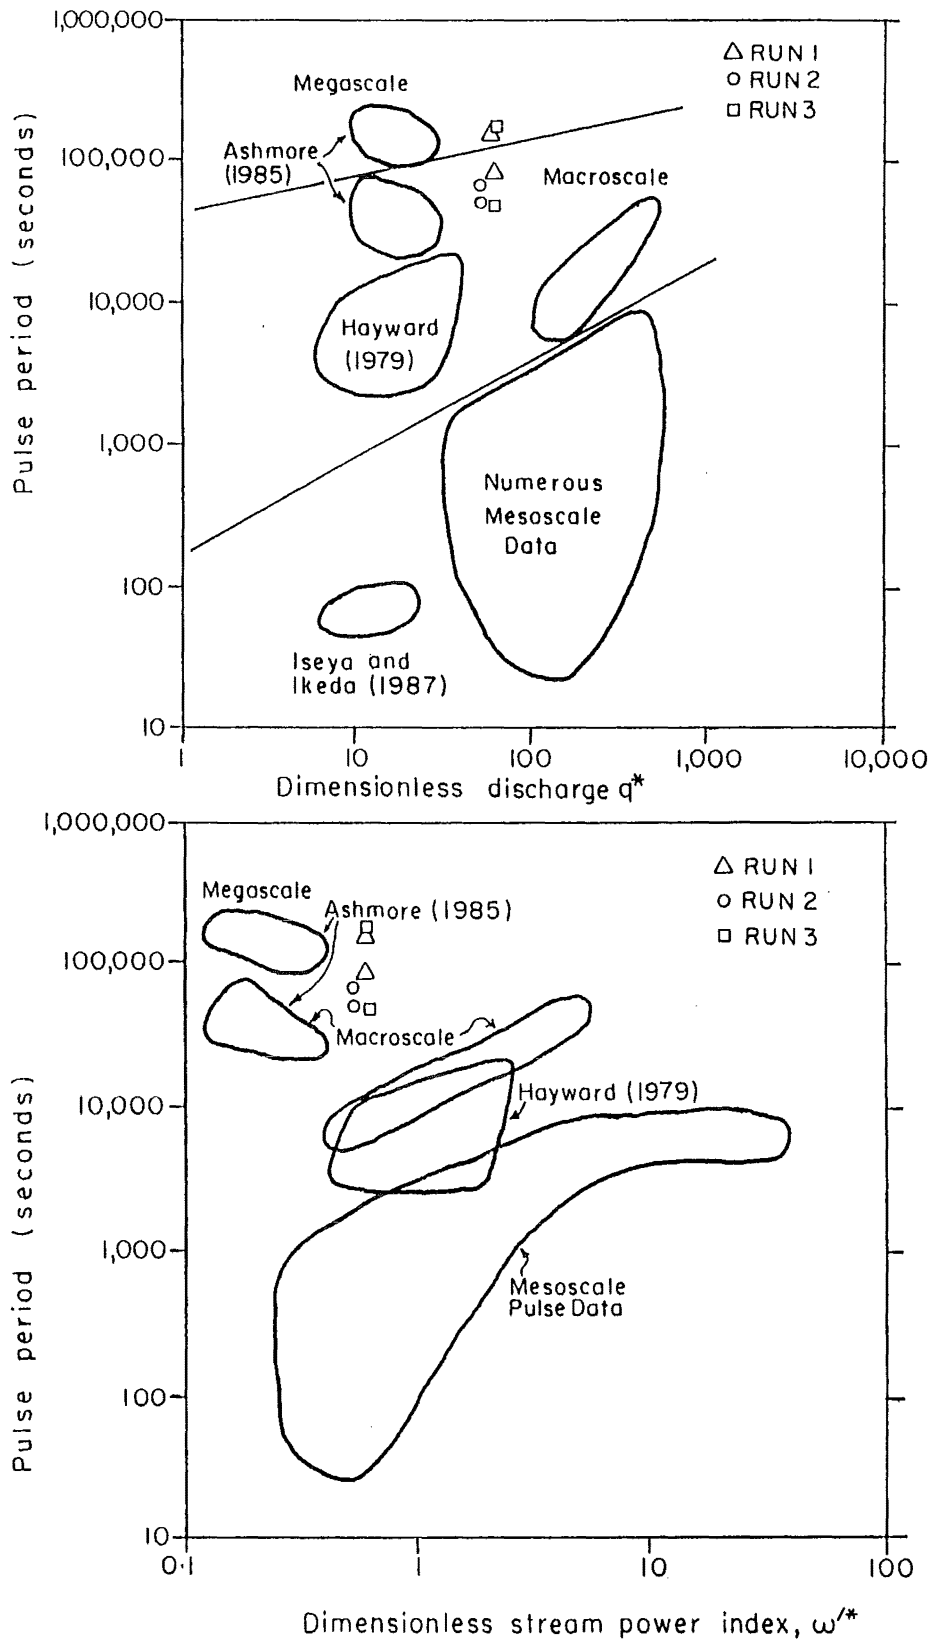 1,000,000
△ RUN 1
○ RUN 2
□ RUN 3
Megascale
Ashmore
(1985)
100,000
Macroscale
10,000
Hayward
(1979)
1,000
Numerous
Mesoscale
Data
100
Iseya and
Ikeda (1987)
10
1
10
100
1,000
10,000
Pulse period (seconds)
Dimensionless discharge q*
1,000,000
△ RUN 1
○ RUN 2
□ RUN 3
Megascale
Ashmore (1985)
100,000
Macroscale
10,000
Hayward (1979)
1,000
Mesoscale
Pulse Data
100
10
0·1
1
10
100
Pulse period (seconds)
Dimensionless stream power index, ω′*